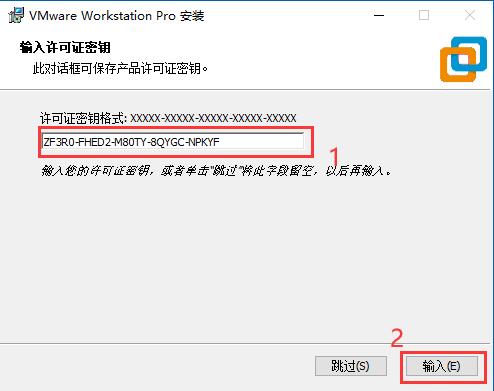 VMware Workstation Pro 安装
输入许可证密钥
此对话框可保存产品许可证密钥。
许可证密钥格式: XXXXX-XXXXX-XXXXX-XXXXX-XXXXX
ZF3R0-FHED2-M80TY-8QYGC-NPKYF
1
输入您的许可证密钥，或者单击"跳过"将此字段留空，以后再输入。
2
跳过(S) 输入(E)